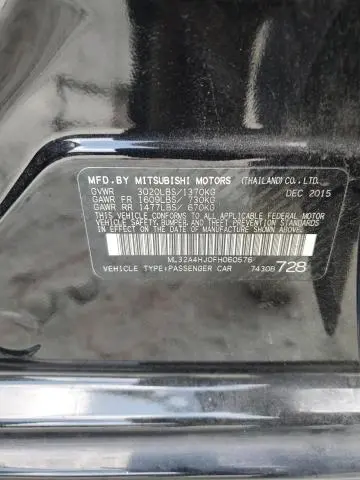 MFD.BY MITSUBISHI MOTORS (THAILAND)CO.,LTD.
GVWR 3020LBS/1370KG DEC 2015
GAWR FR 1609LBS/ 730KG
GAWR RR 1477LBS/ 670KG
THIS VEHICLE CONFORMS TO ALL APPLICABLE FEDERAL MOTOR
VEHICLE SAFETY, BUMPER, AND THEFT PREVENTION STANDARDS
IN EFFECT ON THE DATE OF MANUFACTURE SHOWN ABOVE.
ML32A4HJ0FH060576
VEHICLE TYPE:PASSENGER CAR 7430B 728